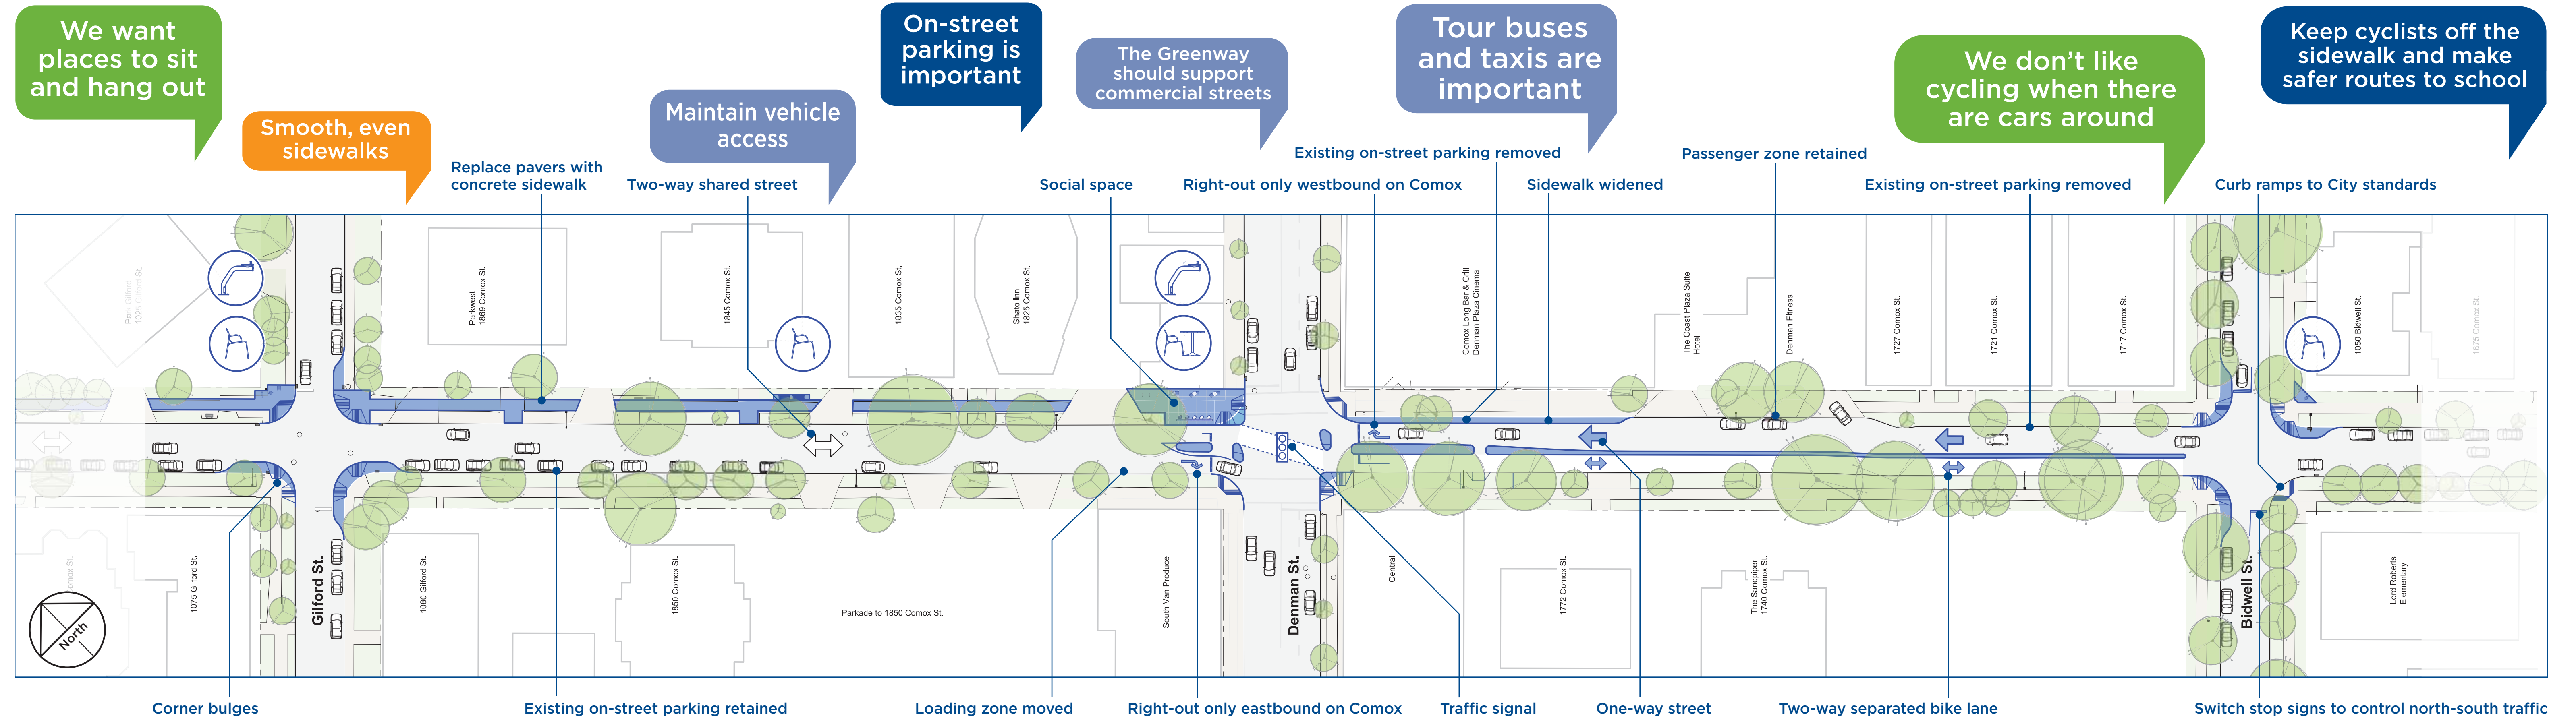 We want
places to sit
and hang out
Smooth, even
sidewalks
Maintain vehicle
access
On-street
parking is
important
The Greenway
should support
commercial streets
Tour buses
and taxis are
important
We don't like
cycling when there
are cars around
Keep cyclists off the
sidewalk and make
safer routes to school
Replace pavers with
concrete sidewalk
Two-way shared street
Social space
Right-out only westbound on Comox
Existing on-street parking removed
Sidewalk widened
Passenger zone retained
Existing on-street parking removed
Curb ramps to City standards
Parkwest
1869 Comox St.
1845 Comox St.
1835 Comox St.
Shato Inn
1825 Comox St.
Comox Long Bar & Grill
Denman Plaza Cinema
The Coast Plaza Suite
Hotel
Denman Fitness
1727 Comox St.
1721 Comox St.
1717 Comox St.
1050 Bidwell St.
1675 Comox St.
North
Comox St.
1075 Gilford St.
Gilford St.
1080 Gilford St.
1850 Comox St.
Parkade to 1850 Comox St.
South Van Produce
Denman St.
Central
1772 Comox St.
The Sandpiper
1740 Comox St.
Bidwell St.
Lord Roberts
Elementary
Corner bulges
Existing on-street parking retained
Loading zone moved
Right-out only eastbound on Comox
Traffic signal
One-way street
Two-way separated bike lane
Switch stop signs to control north-south traffic